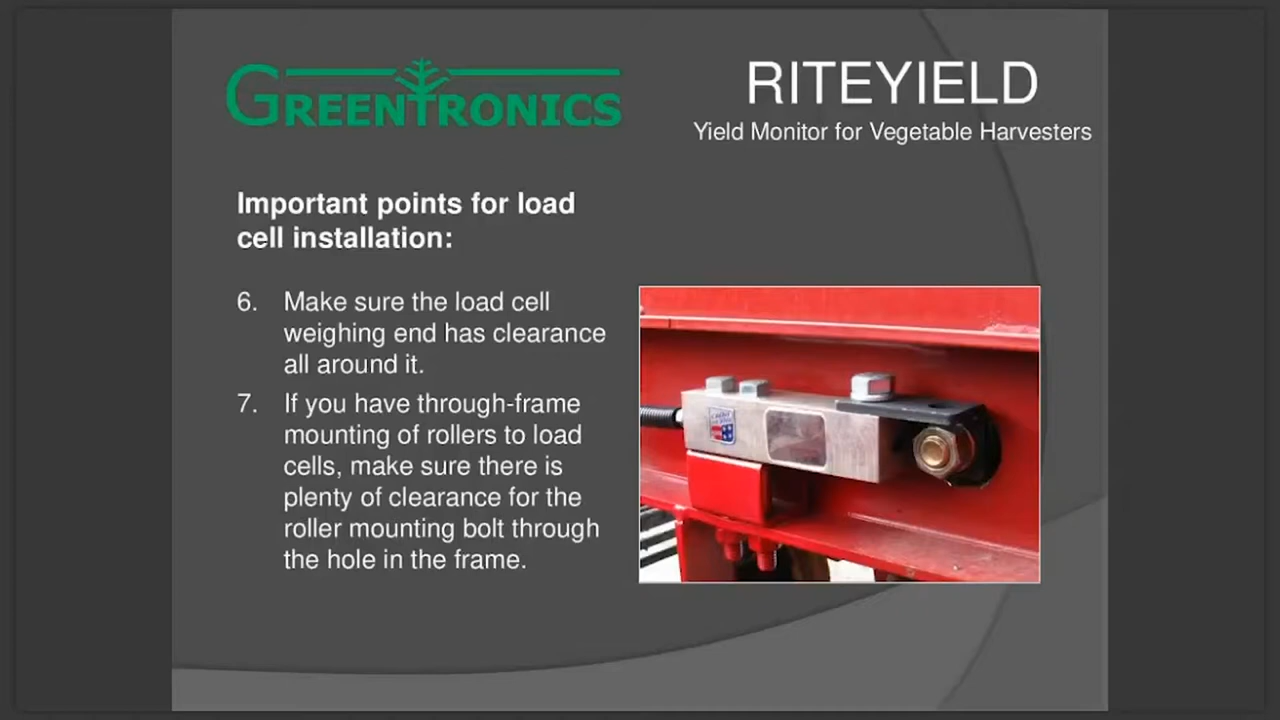 GREENTRONICS
RITEYIELD
Yield Monitor for Vegetable Harvesters
Important points for load
cell installation:
6. Make sure the load cell
weighing end has clearance
all around it.
7. If you have through-frame
mounting of rollers to load
cells, make sure there is
plenty of clearance for the
roller mounting bolt through
the hole in the frame.